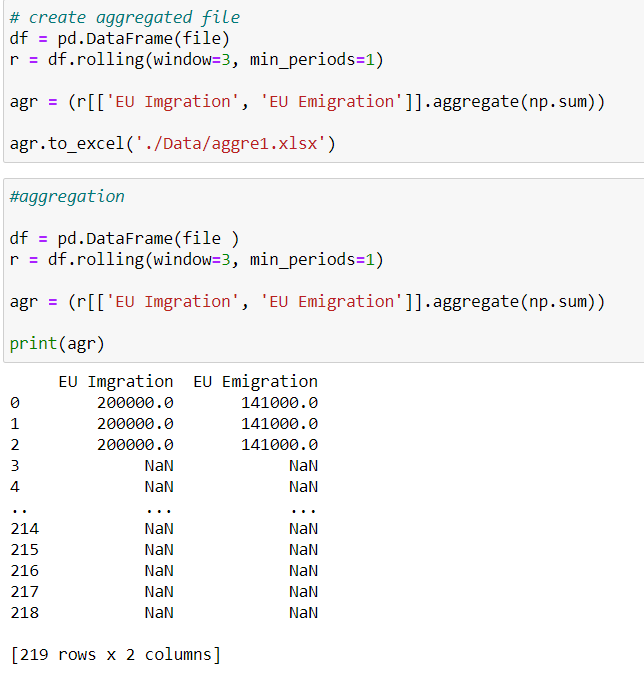 # create aggregated file
df = pd.DataFrame(file)
r = df.rolling(window=3, min_periods=1)
agr = (r[['EU Imgration', 'EU Emigration']].aggregate(np.sum))
agr.to_excel('./Data/aggre1.xlsx')
#aggregation
df = pd.DataFrame(file )
r = df.rolling(window=3, min_periods=1)
agr = (r[['EU Imgration', 'EU Emigration']].aggregate(np.sum))
print(agr)
EU Imgration EU Emigration
0 200000.0 141000.0
1 200000.0 141000.0
2 200000.0 141000.0
3 NaN NaN
4 NaN NaN
.. ... ...
214 NaN NaN
215 NaN NaN
216 NaN NaN
217 NaN NaN
218 NaN NaN
[219 rows x 2 columns]